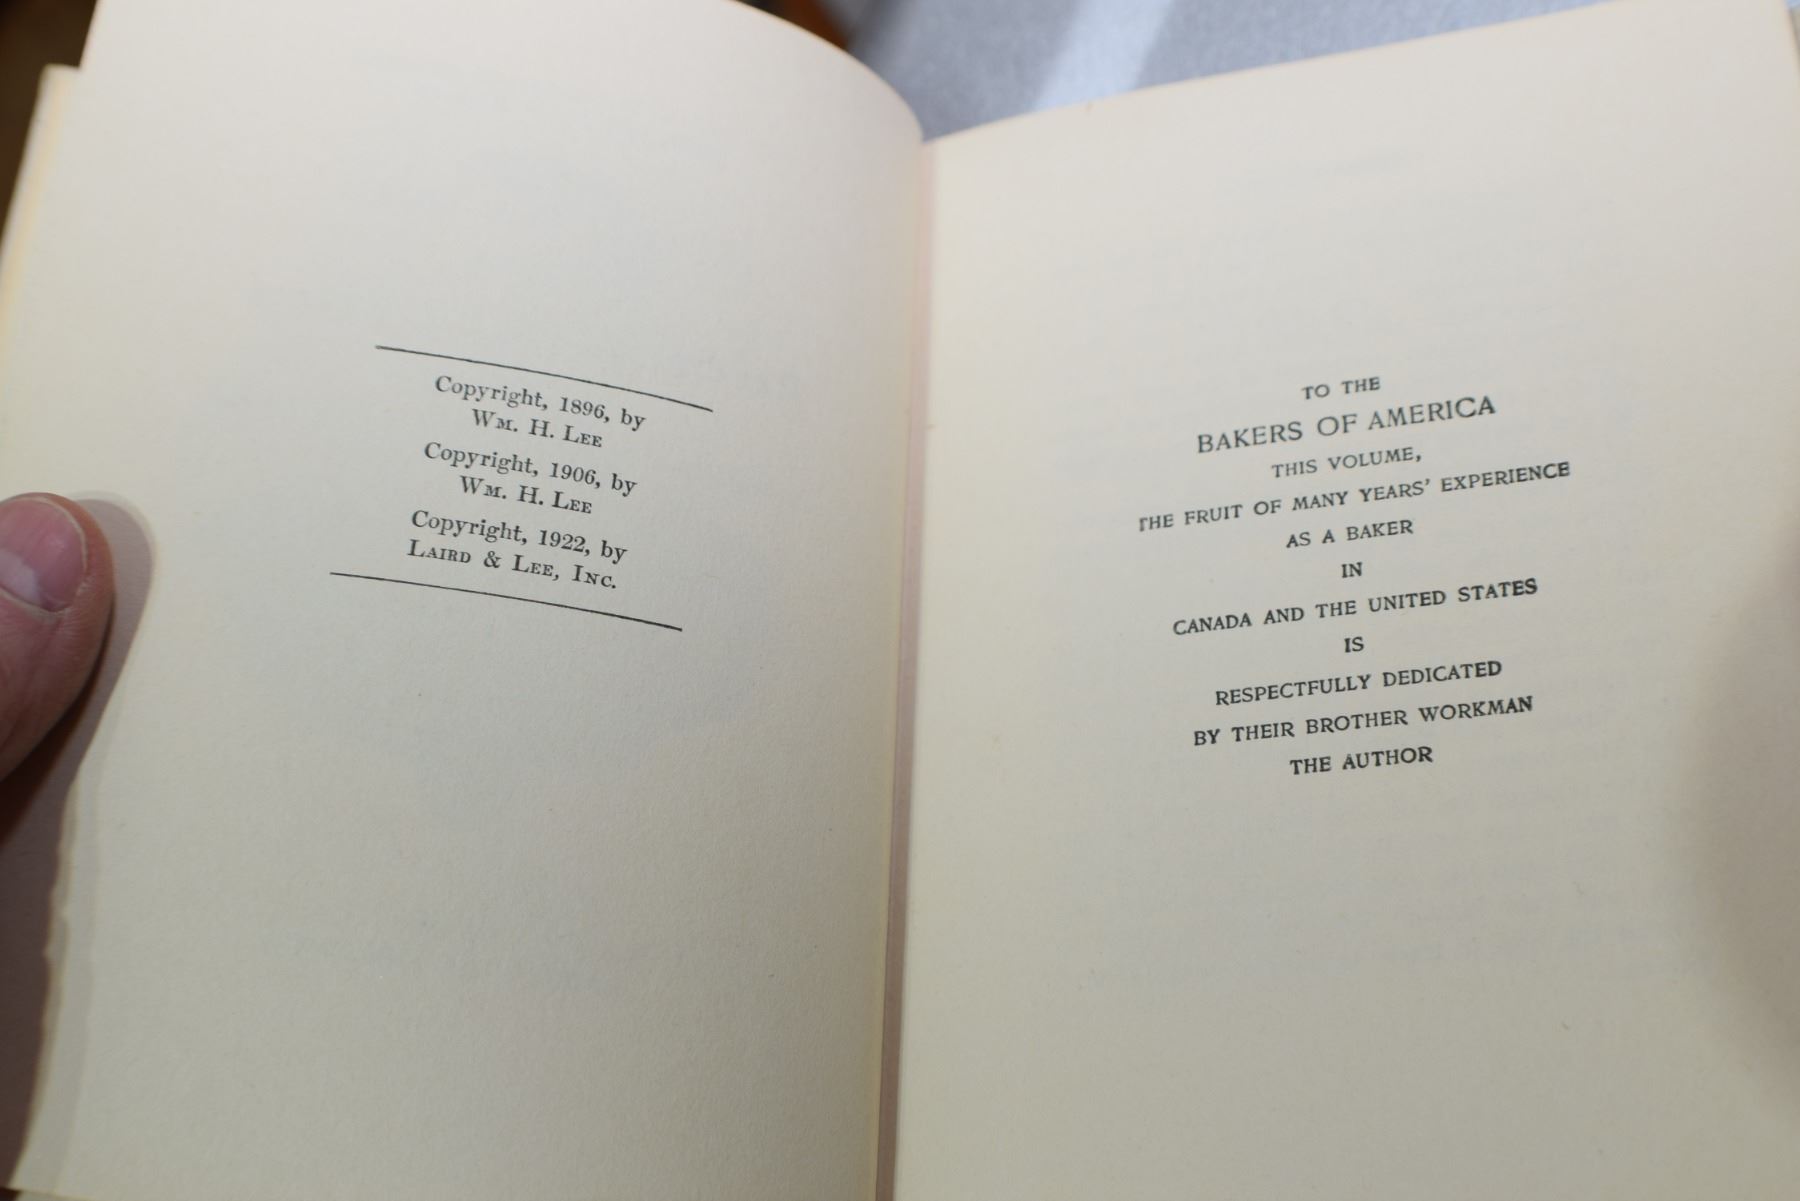 Copyright, 1896, by
Wm. H. Lee
Copyright, 1906, by
Wm. H. Lee
Copyright, 1922, by
Laird & Lee, Inc.
TO THE
BAKERS OF AMERICA
THIS VOLUME,
THE FRUIT OF MANY YEARS' EXPERIENCE
AS A BAKER
IN
CANADA AND THE UNITED STATES
IS
RESPECTFULLY DEDICATED
BY THEIR BROTHER WORKMAN
THE AUTHOR